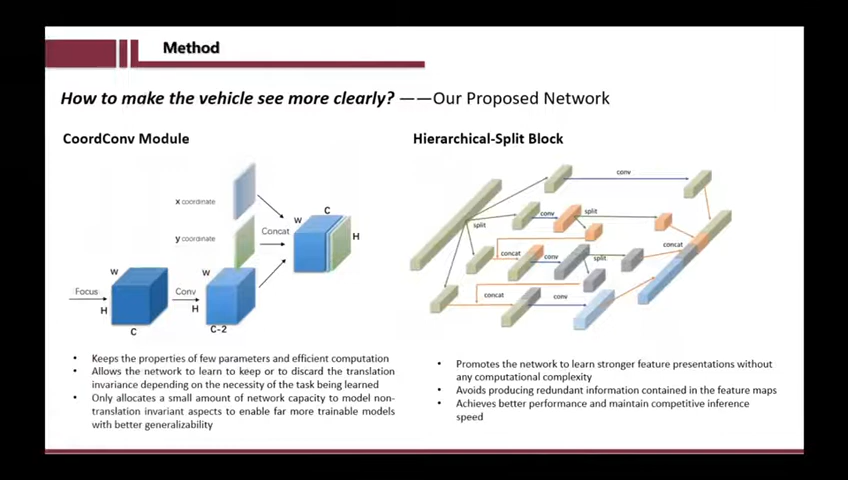 Method
How to make the vehicle see more clearly? ——Our Proposed Network
CoordConv Module
x coordinate
y coordinate
Concat
W
C
H
Focus
W
H
C
Conv
W
H
C-2
• Keeps the properties of few parameters and efficient computation
• Allows the network to learn to keep or to discard the translation
invariance depending on the necessity of the task being learned
• Only allocates a small amount of network capacity to model non-
translation invariant aspects to enable far more trainable models
with better generalizability
Hierarchical-Split Block
conv
split
conv
split
concat
conv
split
concat
concat
conv
• Promotes the network to learn stronger feature presentations without
any computational complexity
• Avoids producing redundant information contained in the feature maps
• Achieves better performance and maintain competitive inference
speed